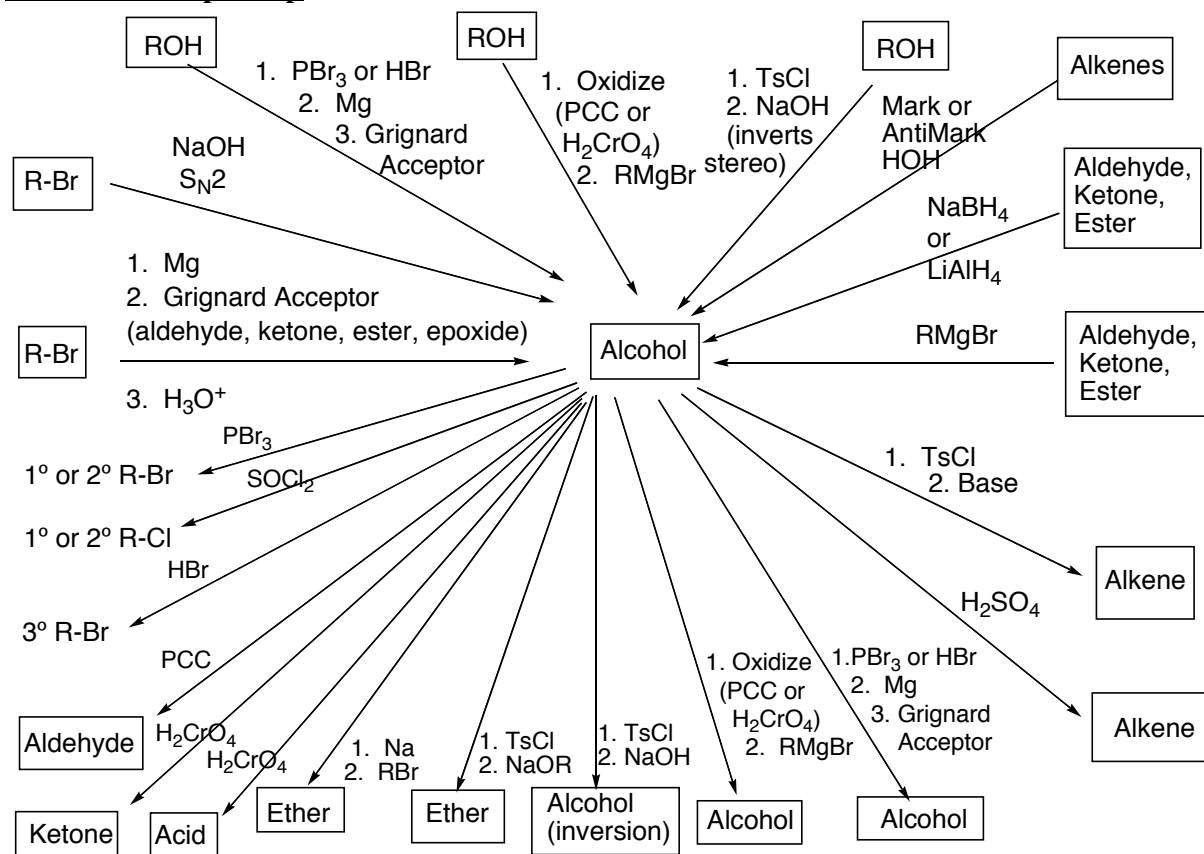 ROH
1. PBr₃ or HBr
2. Mg
3. Grignard
Acceptor
ROH
1. Oxidize
(PCC or
H₂CrO₄)
2. RMgBr
1. TsCl
2. NaOH
(inverts
stereo)
ROH
Mark or
AntiMark
HOH
Alkenes
R-Br
NaOH
S_N2
Aldehyde,
Ketone,
Ester
NaBH₄
or
LiAlH₄
1. Mg
2. Grignard Acceptor
(aldehyde, ketone, ester, epoxide)
R-Br
3. H₃O⁺
Alcohol
RMgBr
Aldehyde,
Ketone,
Ester
PBr₃
1º or 2º R-Br
SOCl₂
1º or 2º R-Cl
HBr
3º R-Br
PCC
Aldehyde
H₂CrO₄
Ketone
H₂CrO₄
Acid
1. Na
2. RBr
Ether
1. TsCl
2. NaOR
Ether
1. TsCl
2. NaOH
Alcohol
(inversion)
1. Oxidize
(PCC or
H₂CrO₄)
2. RMgBr
Alcohol
1.PBr₃ or HBr
2. Mg
3. Grignard
Acceptor
Alcohol
1. TsCl
2. Base
Alkene
H₂SO₄
Alkene